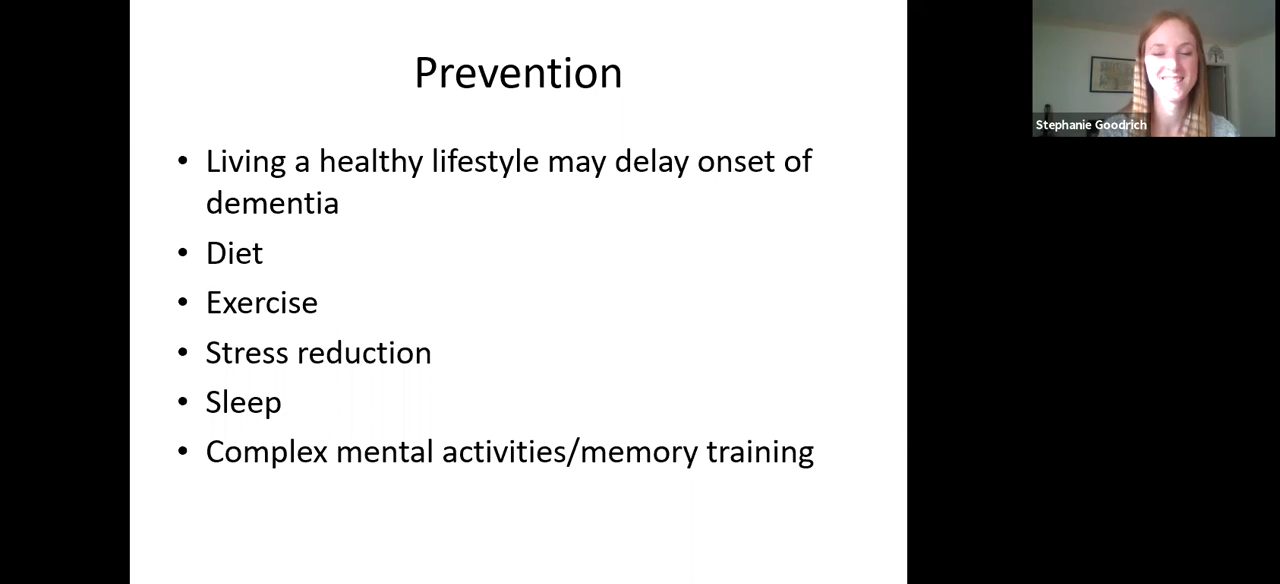 Prevention
• Living a healthy lifestyle may delay onset of
dementia
• Diet
• Exercise
• Stress reduction
• Sleep
• Complex mental activities/memory training
Stephanie Goodrich